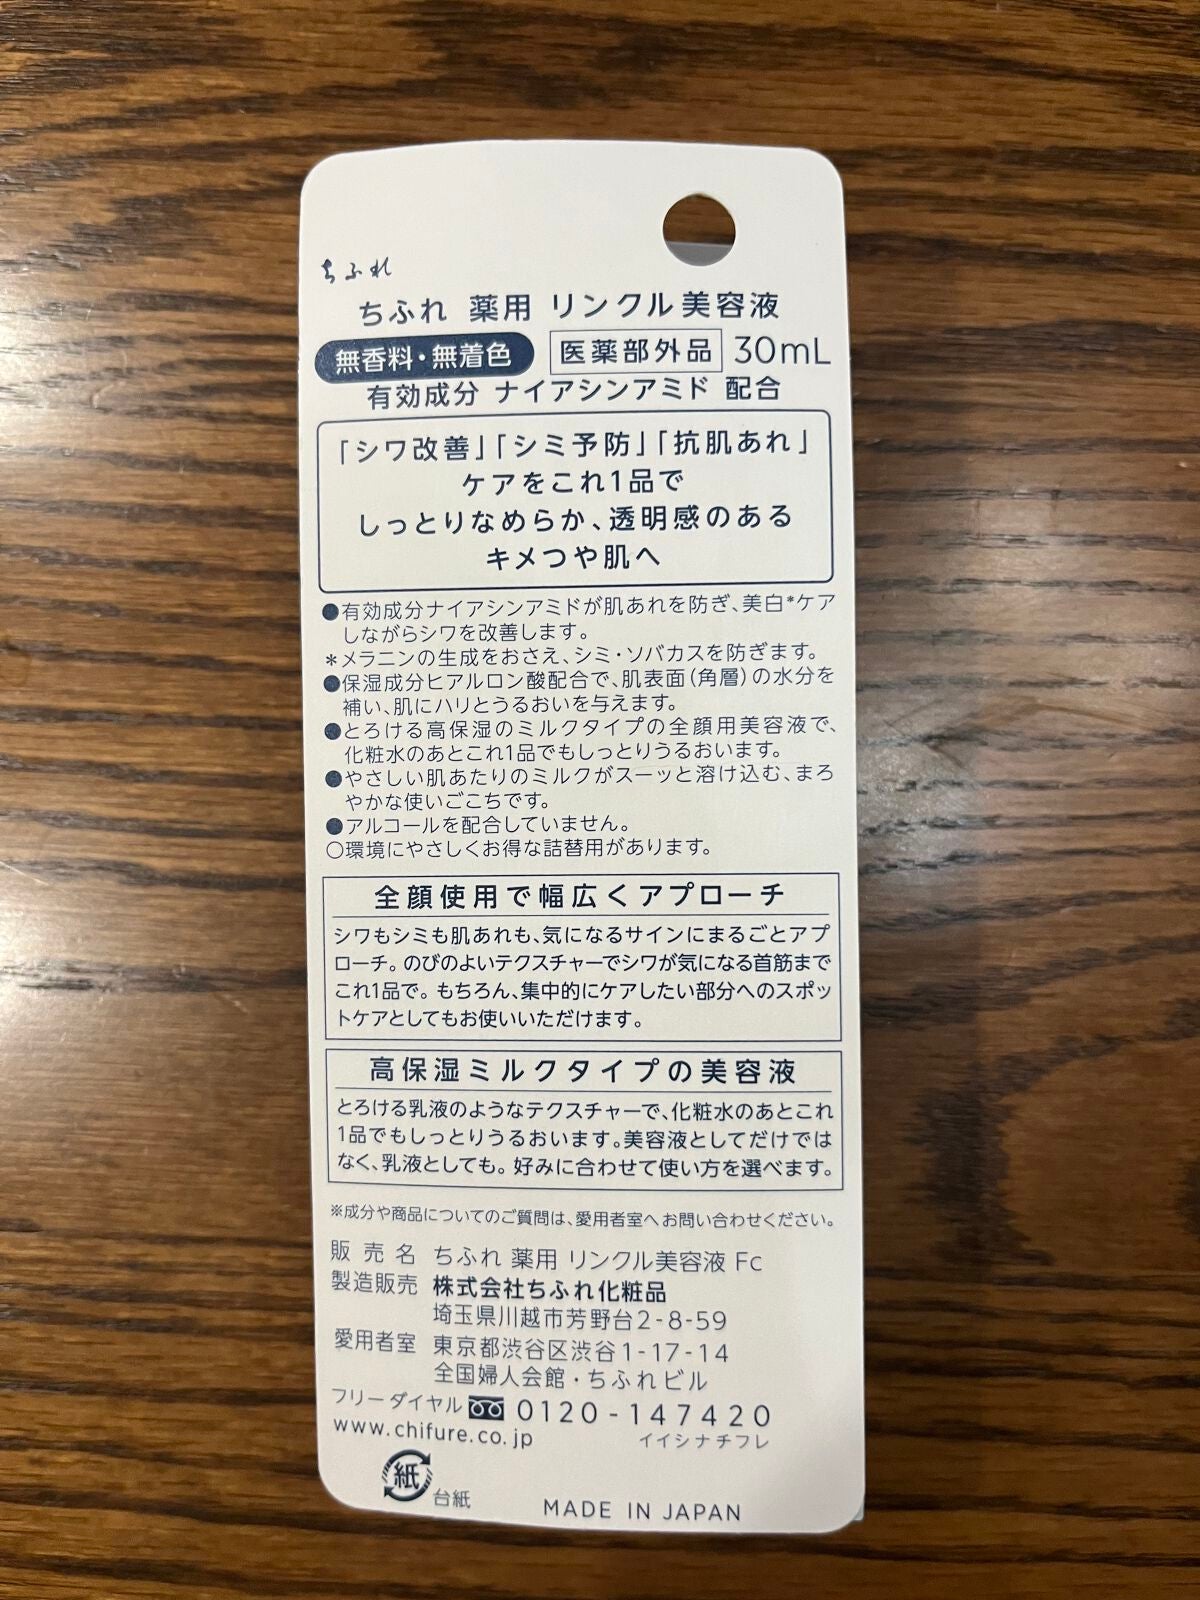 ちふれ
ちふれ 薬用 リンクル美容液
無香料・無着色 医薬部外品 30mL
有効成分 ナイアシンアミド 配合
「シワ改善」「シミ予防」「抗肌あれ」
ケアをこれ1品で
しっとりなめらか、透明感のある
キメつや肌へ
●有効成分ナイアシンアミドが肌あれを防ぎ、美白*ケア
しながらシワを改善します。
*メラニンの生成をおさえ、シミ・ソバカスを防ぎます。
●保湿成分ヒアルロン酸配合で、肌表面(角層)の水分を
補い、肌にハリとうるおいを与えます。
●とろける高保湿のミルクタイプの全顔用美容液で、
化粧水のあとこれ1品でもしっとりうるおいます。
●やさしい肌あたりのミルクがスーッと溶け込む、まろ
やかな使いごこちです。
●アルコールを配合していません。
○環境にやさしくお得な詰替用があります。
全顔使用で幅広くアプローチ
シワもシミも肌あれも、気になるサインにまるごとアプ
ローチ。のびのよいテクスチャーでシワが気になる首筋まで
これ1品で。もちろん、集中的にケアしたい部分へのスポッ
トケアとしてもお使いいただけます。
高保湿ミルクタイプの美容液
とろける乳液のようなテクスチャーで、化粧水のあとこれ
1品でもしっとりうるおいます。美容液としてだけでは
なく、乳液としても。好みに合わせて使い方を選べます。
※成分や商品についてのご質問は、愛用者室へお問い合わせください。
販売名 ちふれ 薬用 リンクル美容液 Fc
製造販売 株式会社ちふれ化粧品
埼玉県川越市芳野台2-8-59
愛用者室 東京都渋谷区渋谷1-17-14
全国婦人会館・ちふれビル
フリーダイヤル 0120-147420
www.chifure.co.jp イイシナチフレ
紙 台紙
MADE IN JAPAN